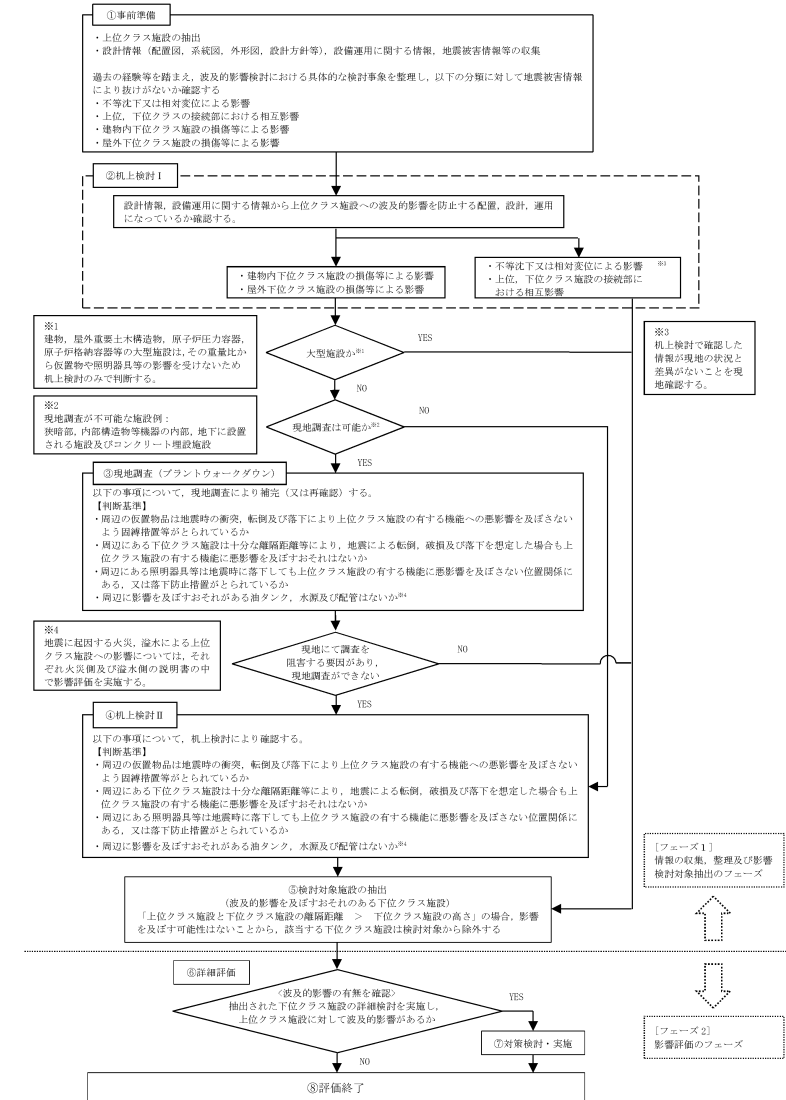 ①事前準備
・上位クラス施設の抽出
・設計情報（配置図，系統図，外形図，設計方針等），設備運用に関する情報，地震被害情報等の収集
過去の経験等を踏まえ，波及的影響検討における具体的な検討事象を整理し，以下の分類に対して地震被害情報
により抜けがないか確認する
・不等沈下又は相対変位による影響
・上位，下位クラスの接続部における相互影響
・建物内下位クラス施設の損傷等による影響
・屋外下位クラス施設の損傷等による影響
②机上検討Ⅰ
設計情報，設備運用に関する情報から上位クラス施設への波及的影響を防止する配置，設計，運用
になっているか確認する。
・建物内下位クラス施設の損傷等による影響
・屋外下位クラス施設の損傷等による影響
・不等沈下又は相対変位による影響 ※3
・上位，下位クラス施設の接続部に
おける相互影響
※1
建物，屋外重要土木構造物，原子炉圧力容器，
原子炉格納容器等の大型施設は，その重量比か
ら仮置物や照明器具等の影響を受けないため
机上検討のみで判断する。
大型施設か※1
YES
※3
机上検討で確認した
情報が現地の状況と
差異がないことを現
地確認する。
NO
※2
現地調査が不可能な施設例：
狭暗部，内部構造物等機器の内部，地下に設置
される施設及びコンクリート埋設施設
現地調査は可能か※2
NO
YES
③現地調査（プラントウォークダウン）
以下の事項について，現地調査により補完（又は再確認）する。
【判断基準】
・周辺の仮置物品は地震時の衝突，転倒及び落下により上位クラス施設の有する機能への悪影響を及ぼさない
よう固縛措置等がとられているか
・周辺にある下位クラス施設は十分な離隔距離等により，地震による転倒，破損及び落下を想定した場合も上
位クラス施設の有する機能に悪影響を及ぼすおそれはないか
・周辺にある照明器具等は地震時に落下しても上位クラス施設の有する機能に悪影響を及ぼさない位置関係に
ある，又は落下防止措置がとられているか
・周辺に影響を及ぼすおそれがある油タンク，水源及び配管はないか※4
※4
地震に起因する火災，溢水による上位
クラス施設への影響については，それ
ぞれ火災側及び溢水側の説明書の中
で影響評価を実施する。
現地にて調査を
阻害する要因があり，
現地調査ができない
NO
YES
④机上検討Ⅱ
以下の事項について，机上検討により確認する。
【判断基準】
・周辺の仮置物品は地震時の衝突，転倒及び落下により上位クラス施設の有する機能への悪影響を及ぼさない
よう固縛措置等がとられているか
・周辺にある下位クラス施設は十分な離隔距離等により，地震による転倒，破損及び落下を想定した場合も上
位クラス施設の有する機能に悪影響を及ぼすおそれはないか
・周辺にある照明器具等は地震時に落下しても上位クラス施設の有する機能に悪影響を及ぼさない位置関係に
ある，又は落下防止措置がとられているか
・周辺に影響を及ぼすおそれがある油タンク，水源及び配管はないか※4
[フェーズ１]
情報の収集，整理及び影響
検討対象抽出のフェーズ
⑤検討対象施設の抽出
（波及的影響を及ぼすおそれのある下位クラス施設）
「上位クラス施設と下位クラス施設の離隔距離 ＞ 下位クラス施設の高さ」の場合，影響
を及ぼす可能性はないことから，該当する下位クラス施設は検討対象から除外する
⑥詳細評価
<波及的影響の有無を確認>
抽出された下位クラス施設の詳細検討を実施し，
上位クラス施設に対して波及的影響があるか
YES
[フェーズ２]
影響評価のフェーズ
⑦対策検討・実施
NO
⑧評価終了